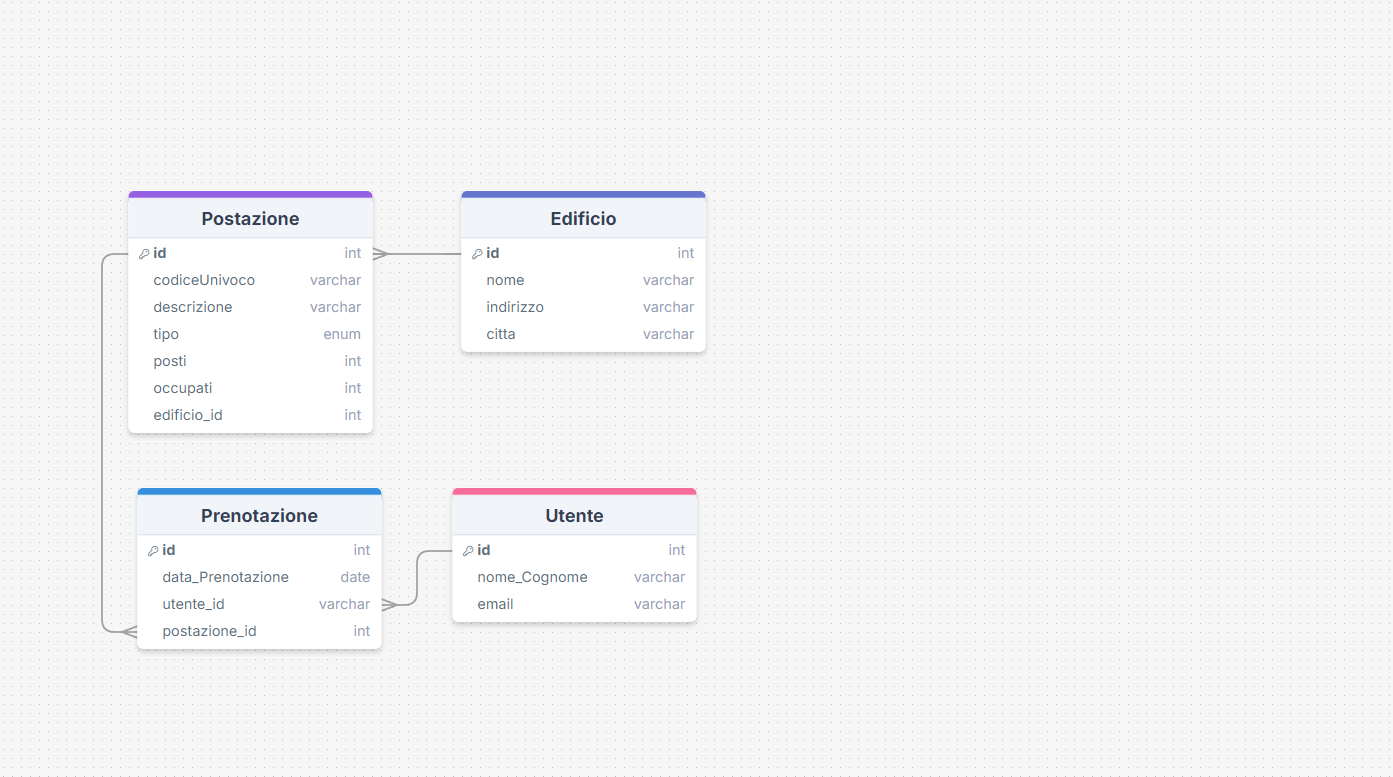 Postazione
id int
codiceUnivoco varchar
descrizione varchar
tipo enum
posti int
occupati int
edificio_id int
Edificio
id int
nome varchar
indirizzo varchar
citta varchar
Prenotazione
id int
data_Prenotazione date
utente_id varchar
postazione_id int
Utente
id int
nome_Cognome varchar
email varchar